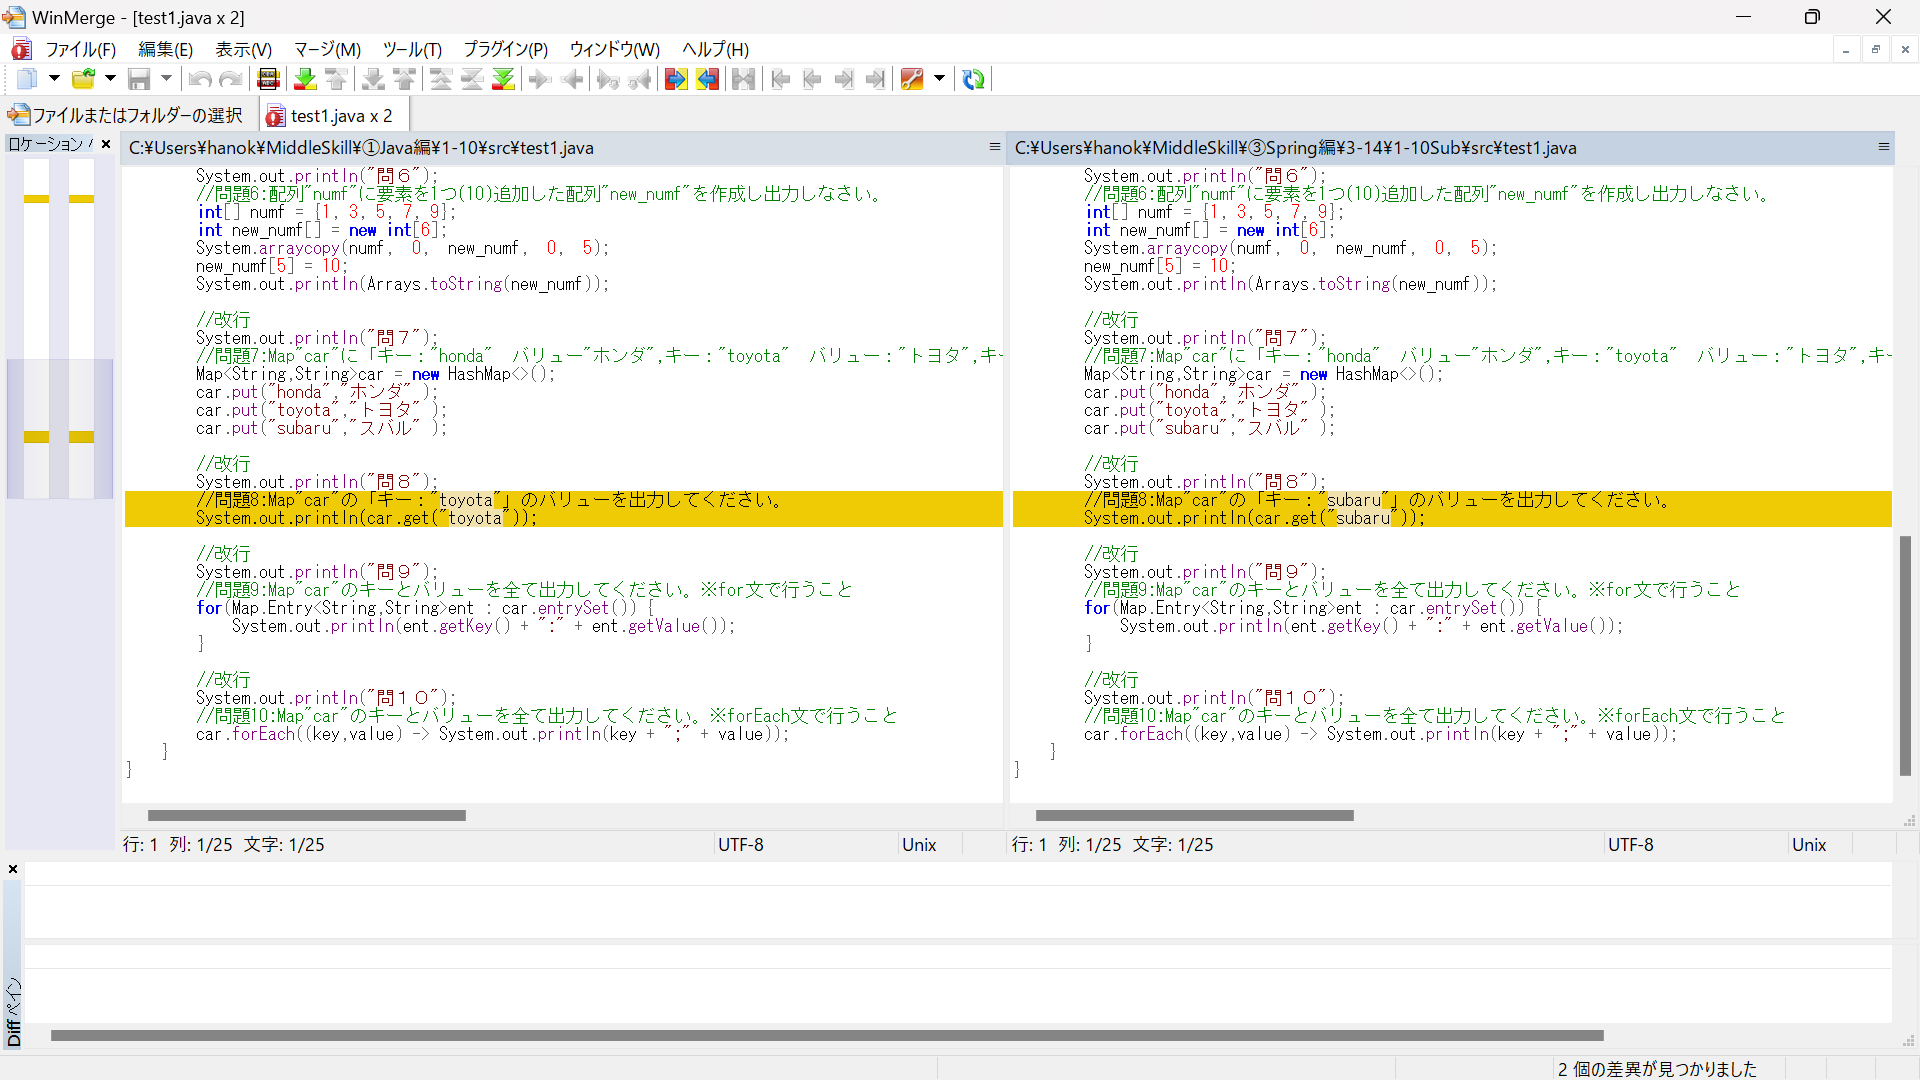 WinMerge - [test1.java x 2]
ファイル(F) 編集(E) 表示(V) マージ(M) ツール(T) プラグイン(P) ウィンドウ(W) ヘルプ(H)
ファイルまたはフォルダーの選択 test1.java x 2
ロケーション
C:¥Users¥hanok¥MiddleSkill¥①Java編¥1-10¥src¥test1.java
System.out.println("問６");
//問題6:配列"numf"に要素を1つ(10)追加した配列"new_numf"を作成し出力しなさい。
int[] numf = {1, 3, 5, 7, 9};
int new_numf[] = new int[6];
System.arraycopy(numf, 0, new_numf, 0, 5);
new_numf[5] = 10;
System.out.println(Arrays.toString(new_numf));
//改行
System.out.println("問７");
//問題7:Map"car"に「キー："honda"　バリュー"ホンダ",キー："toyota"　バリュー："トヨタ",キー
Map<String,String>car = new HashMap<>();
car.put("honda","ホンダ" );
car.put("toyota","トヨタ" );
car.put("subaru","スバル" );
//改行
System.out.println("問８");
//問題8:Map"car"の「キー："toyota"」のバリューを出力してください。
System.out.println(car.get("toyota"));
//改行
System.out.println("問９");
//問題9:Map"car"のキーとバリューを全て出力してください。※for文で行うこと
for(Map.Entry<String,String>ent : car.entrySet()) {
System.out.println(ent.getKey() + ":" + ent.getValue());
}
//改行
System.out.println("問１０");
//問題10:Map"car"のキーとバリューを全て出力してください。※forEach文で行うこと
car.forEach((key,value) -> System.out.println(key + ";" + value));
}
}
行: 1 列: 1/25 文字: 1/25 UTF-8 Unix
C:¥Users¥hanok¥MiddleSkill¥③Spring編¥3-14¥1-10Sub¥src¥test1.java
System.out.println("問６");
//問題6:配列"numf"に要素を1つ(10)追加した配列"new_numf"を作成し出力しなさい。
int[] numf = {1, 3, 5, 7, 9};
int new_numf[] = new int[6];
System.arraycopy(numf, 0, new_numf, 0, 5);
new_numf[5] = 10;
System.out.println(Arrays.toString(new_numf));
//改行
System.out.println("問７");
//問題7:Map"car"に「キー："honda"　バリュー"ホンダ",キー："toyota"　バリュー："トヨタ",キー
Map<String,String>car = new HashMap<>();
car.put("honda","ホンダ" );
car.put("toyota","トヨタ" );
car.put("subaru","スバル" );
//改行
System.out.println("問８");
//問題8:Map"car"の「キー："subaru"」のバリューを出力してください。
System.out.println(car.get("subaru"));
//改行
System.out.println("問９");
//問題9:Map"car"のキーとバリューを全て出力してください。※for文で行うこと
for(Map.Entry<String,String>ent : car.entrySet()) {
System.out.println(ent.getKey() + ":" + ent.getValue());
}
//改行
System.out.println("問１０");
//問題10:Map"car"のキーとバリューを全て出力してください。※forEach文で行うこと
car.forEach((key,value) -> System.out.println(key + ";" + value));
}
}
行: 1 列: 1/25 文字: 1/25 UTF-8 Unix
Diff ペイン
2 個の差異が見つかりました